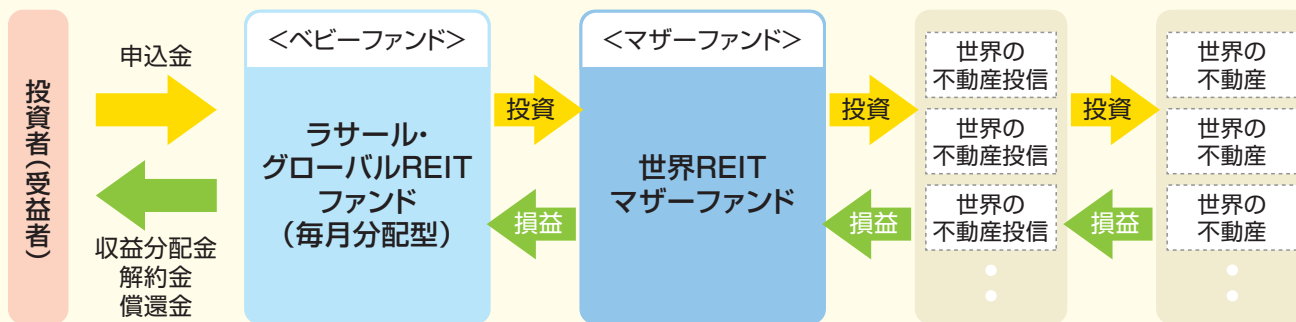 投資者(受益者)
申込金
収益分配金
解約金
償還金
<ベビーファンド>
ラサール・
グローバルREIT
ファンド
(毎月分配型)
投資
損益
<マザーファンド>
世界REIT
マザーファンド
投資
損益
世界の
不動産投信
世界の
不動産投信
世界の
不動産投信
投資
損益
世界の
不動産
世界の
不動産
世界の
不動産